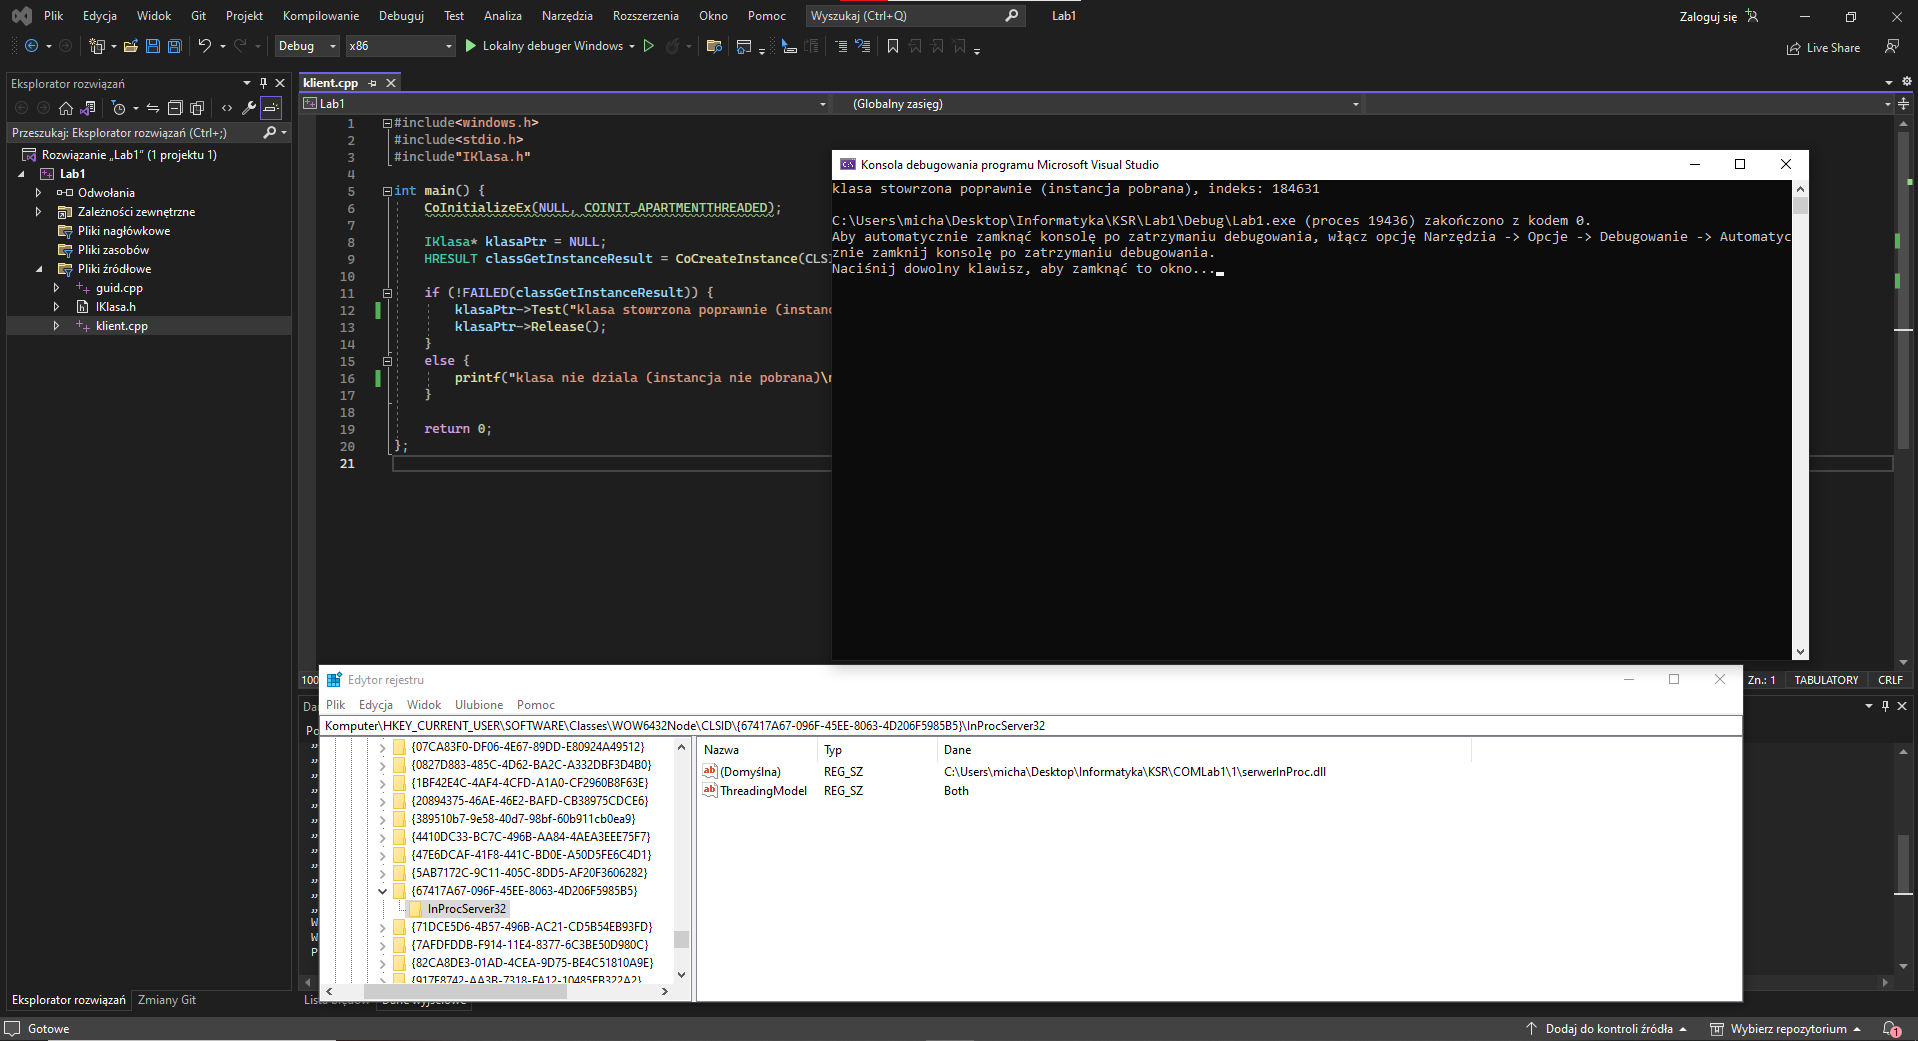 Plik Edycja Widok Git Projekt Kompilowanie Debuguj Test Analiza Narzędzia Rozszerzenia Okno Pomoc Wyszukaj (Ctrl+Q) Lab1 Zaloguj się
Debug x86 Lokalny debuger Windows Live Share
Eksplorator rozwiązań
Przeszukaj: Eksplorator rozwiązań (Ctrl+;)
Rozwiązanie „Lab1” (1 projektu 1)
Lab1
Odwołania
Zależności zewnętrzne
Pliki nagłówkowe
Pliki zasobów
Pliki źródłowe
guid.cpp
IKlasa.h
klient.cpp
Eksplorator rozwiązań Zmiany Git
klient.cpp
Lab1 (Globalny zasięg)
1 #include<windows.h>
2 #include<stdio.h>
3 #include"IKlasa.h"
4
5 int main() {
6 CoInitializeEx(NULL, COINIT_APARTMENTTHREADED);
7
8 IKlasa* klasaPtr = NULL;
9 HRESULT classGetInstanceResult = CoCreateInstance(CLSI
10
11 if (!FAILED(classGetInstanceResult)) {
12 klasaPtr->Test("klasa stowrzona poprawnie (instanc
13 klasaPtr->Release();
14 }
15 else {
16 printf("klasa nie dziala (instancja nie pobrana)\n
17 }
18
19 return 0;
20 };
21
Konsola debugowania programu Microsoft Visual Studio
klasa stowrzona poprawnie (instancja pobrana), indeks: 184631
C:\Users\micha\Desktop\Informatyka\KSR\Lab1\Debug\Lab1.exe (proces 19436) zakończono z kodem 0.
Aby automatycznie zamknąć konsolę po zatrzymaniu debugowania, włącz opcję Narzędzia -> Opcje -> Debugowanie -> Automatyc
znie zamknij konsolę po zatrzymaniu debugowania.
Naciśnij dowolny klawisz, aby zamknąć to okno...
100 Zn.: 1 TABULATORY CRLF
Edytor rejestru
Plik Edycja Widok Ulubione Pomoc
Komputer\HKEY_CURRENT_USER\SOFTWARE\Classes\WOW6432Node\CLSID\{67417A67-096F-45EE-8063-4D206F5985B5}\InProcServer32
{07CA83F0-DF06-4E67-89DD-E80924A49512}
{0827D883-485C-4D62-BA2C-A332DBF3D4B0}
{1BF42E4C-4AF4-4CFD-A1A0-CF2960B8F63E}
{20894375-46AE-46E2-BAFD-CB38975CDCE6}
{389510b7-9e58-40d7-98bf-60b911cb0ea9}
{4410DC33-BC7C-496B-AA84-4AEA3EEE75F7}
{47E6DCAF-41F8-441C-BD0E-A50D5FE6C4D1}
{5AB7172C-9C11-405C-8DD5-AF20F3606282}
{67417A67-096F-45EE-8063-4D206F5985B5}
InProcServer32
{71DCE5D6-4B57-496B-AC21-CD5B54EB93FD}
{7AFDFDDB-F914-11E4-8377-6C3BE50D980C}
{82CA8DE3-01AD-4CEA-9D75-BE4C51810A9E}
{917E8742-AA3B-7318-FA12-10485FB322A2}
Nazwa Typ Dane
(Domyślna) REG_SZ C:\Users\micha\Desktop\Informatyka\KSR\COMLab1\1\serwerInProc.dll
ThreadingModel REG_SZ Both
Lista błędów Dane wyjściowe
Gotowe Dodaj do kontroli źródła Wybierz repozytorium 1